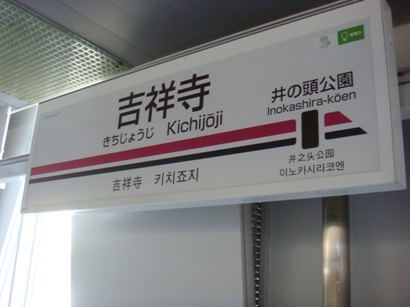 吉祥寺
きちじょうじ Kichijōji
吉祥寺 키치죠지
井の頭公園
Inokashira-kōen
井之头公园
이노카시라코엔